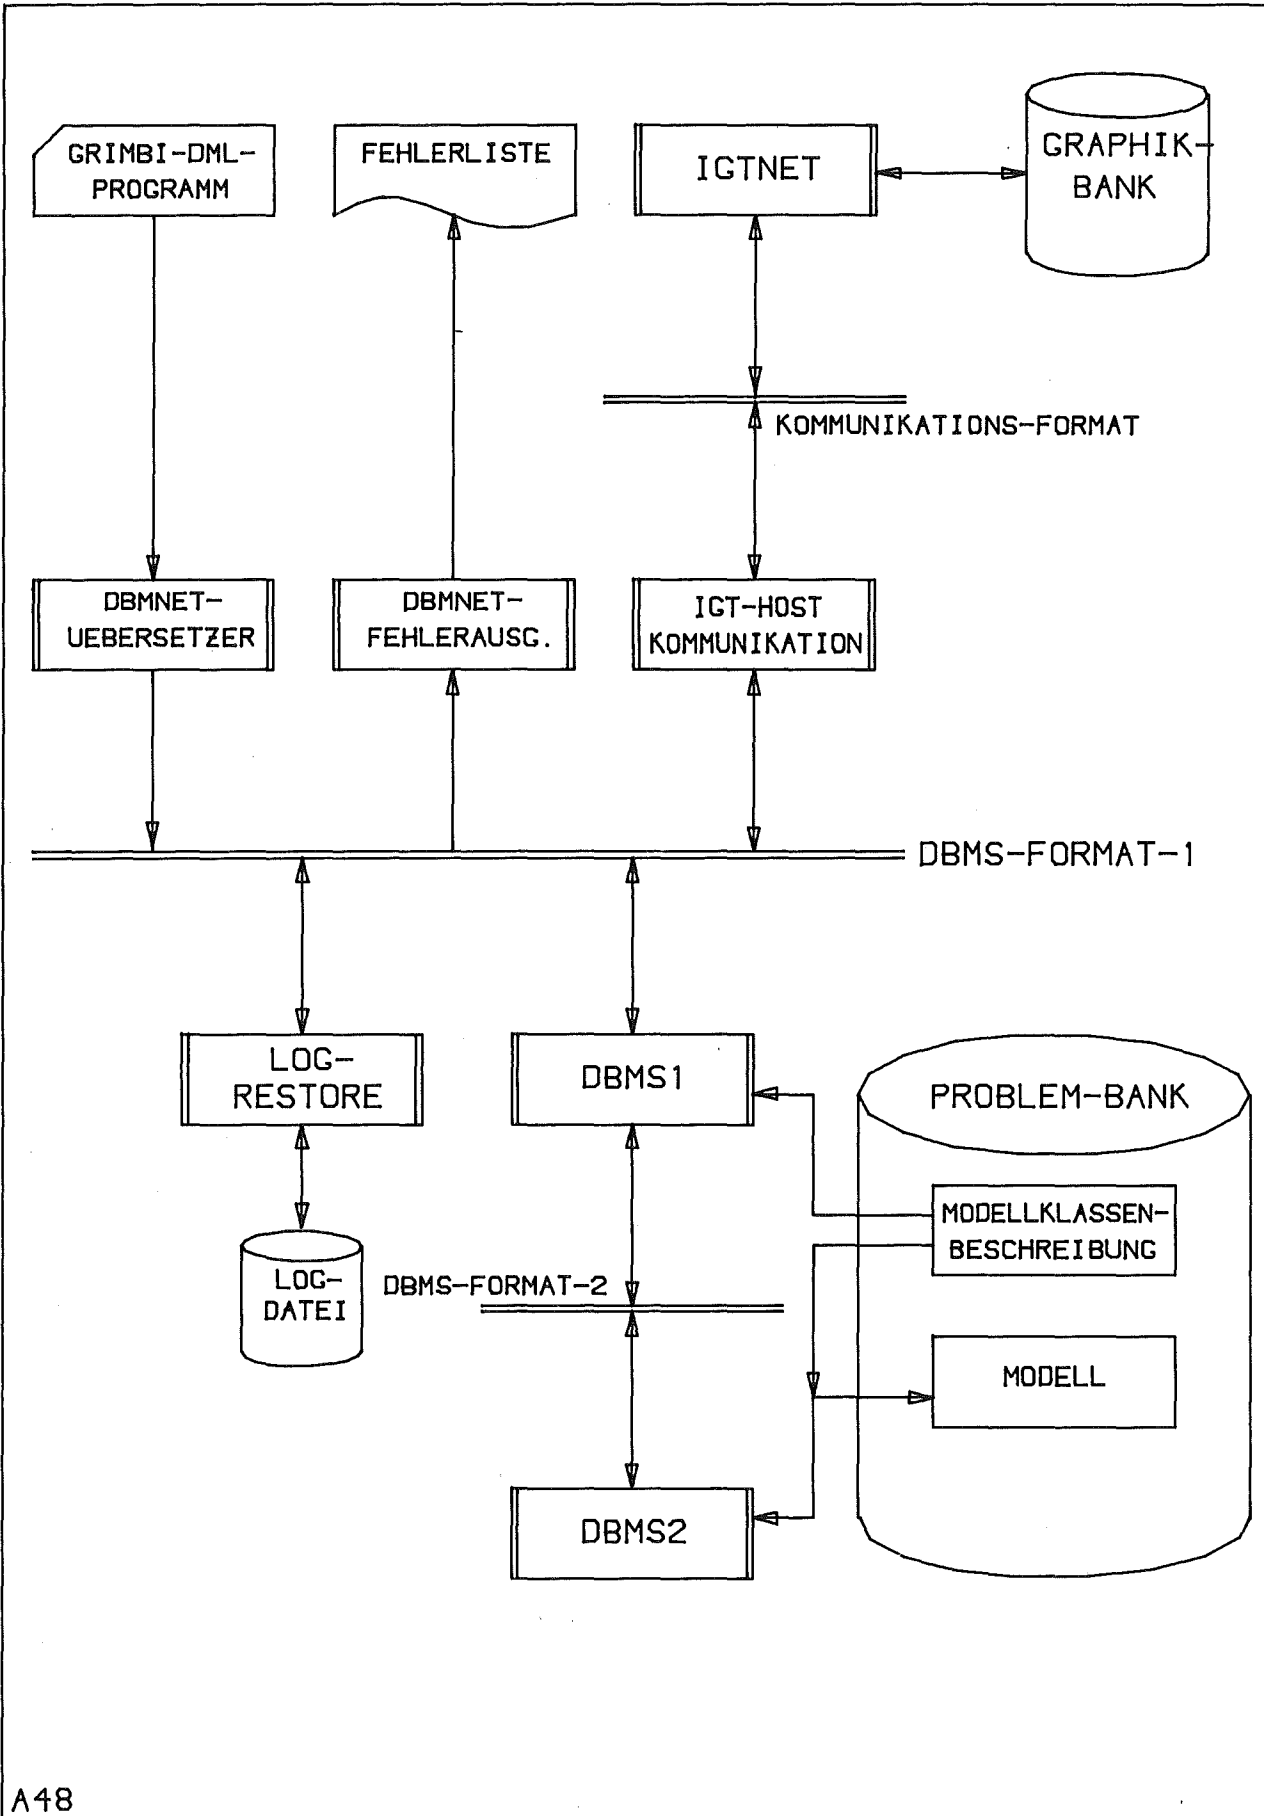 GRIMBI-DML-
PROGRAMM
FEHLERLISTE
IGTNET
GRAPHIK-
BANK
KOMMUNIKATIONS-FORMAT
DBMNET-
UEBERSETZER
DBMNET-
FEHLERAUSG.
IGT-HOST
KOMMUNIKATION
DBMS-FORMAT-1
LOG-
RESTORE
DBMS1
PROBLEM-BANK
MODELLKLASSEN-
BESCHREIBUNG
LOG-
DATEI
DBMS-FORMAT-2
MODELL
DBMS2
A48